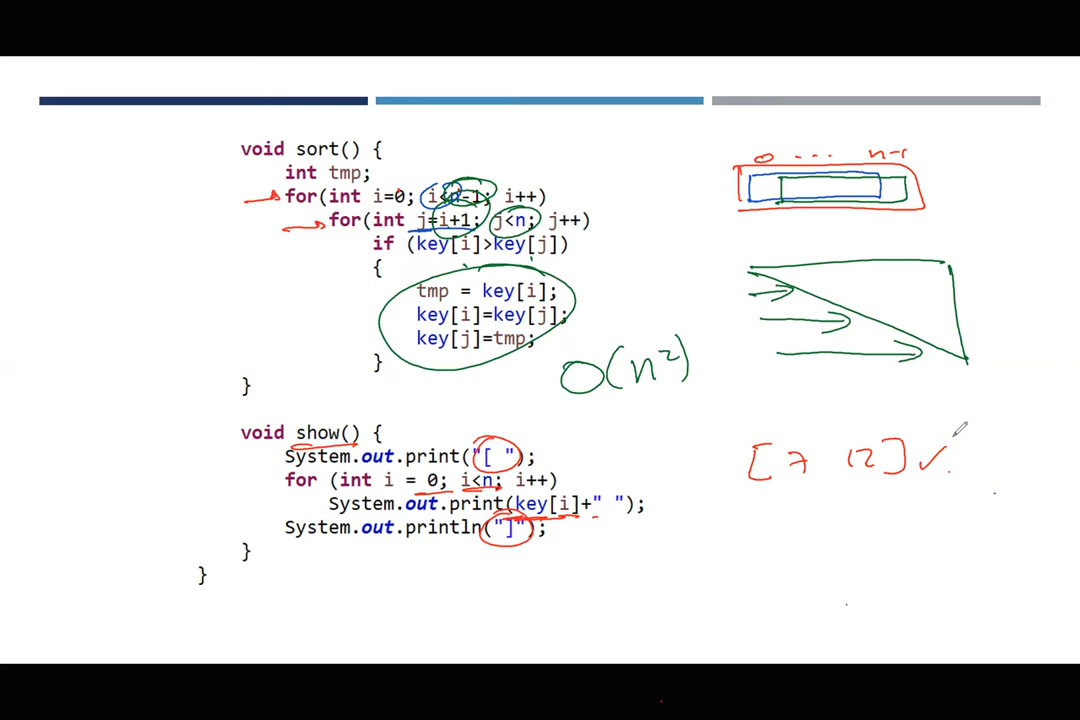 void sort() {
int tmp;
for(int i=0; i<n-1; i++)
for(int j=i+1; j<n; j++)
if (key[i]>key[j])
{
tmp = key[i];
key[i]=key[j];
key[j]=tmp;
}
}
void show() {
System.out.print("[ ");
for (int i = 0; i<n; i++)
System.out.print(key[i]+" ");
System.out.println("]");
}
}
0 ... n-1
O(n²)
[ 7 12 ] ✓